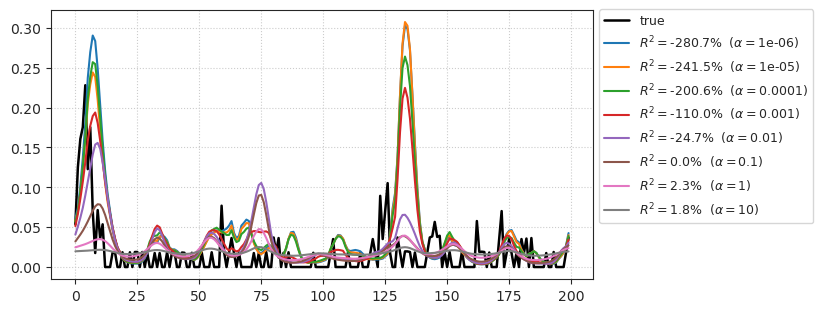 0.30
0.25
0.20
0.15
0.10
0.05
0.00
0
25
50
75
100
125
150
175
200
true
R² = -280.7% (α = 1e-06)
R² = -241.5% (α = 1e-05)
R² = -200.6% (α = 0.0001)
R² = -110.0% (α = 0.001)
R² = -24.7% (α = 0.01)
R² = 0.0% (α = 0.1)
R² = 2.3% (α = 1)
R² = 1.8% (α = 10)